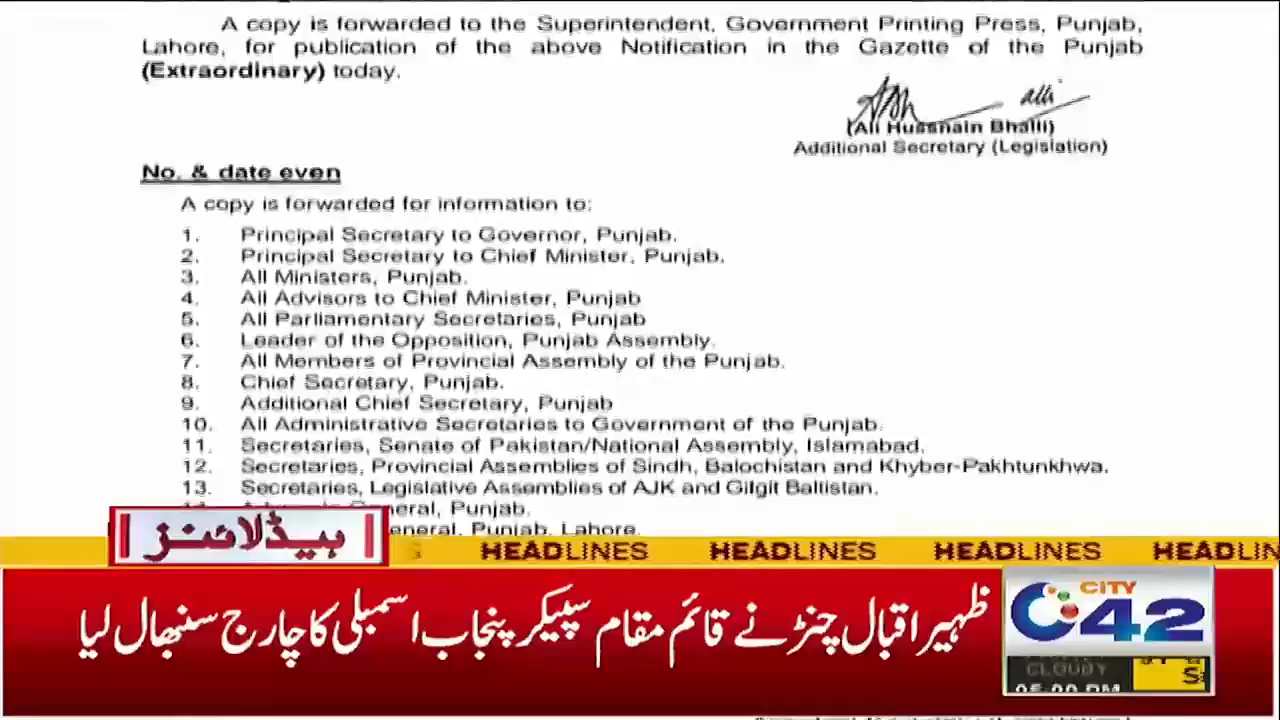 A copy is forwarded to the Superintendent, Government Printing Press, Punjab,
Lahore, for publication of the above Notification in the Gazette of the Punjab
(Extraordinary) today.
(Ali Hussnain Bhalli)
Additional Secretary (Legislation)
No. & date even
A copy is forwarded for information to:
1. Principal Secretary to Governor, Punjab.
2. Principal Secretary to Chief Minister, Punjab.
3. All Ministers, Punjab.
4. All Advisors to Chief Minister, Punjab
5. All Parliamentary Secretaries, Punjab
6. Leader of the Opposition, Punjab Assembly.
7. All Members of Provincial Assembly of the Punjab.
8. Chief Secretary, Punjab.
9. Additional Chief Secretary, Punjab
10. All Administrative Secretaries to Government of the Punjab.
11. Secretaries, Senate of Pakistan/National Assembly, Islamabad.
12. Secretaries, Provincial Assemblies of Sindh, Balochistan and Khyber-Pakhtunkhwa.
13. Secretaries, Legislative Assemblies of AJK and Gilgit Baltistan.
General, Punjab.
Punjab, Lahore.
ہیڈلائنز
HEADLINES HEADLINES HEADLINES HEADLIN
ظہیر اقبال چنڑ نے قائم مقام سپیکر پنجاب اسمبلی کا چارج سنبھال لیا
CITY
42
CLOUDY
05:00 PM